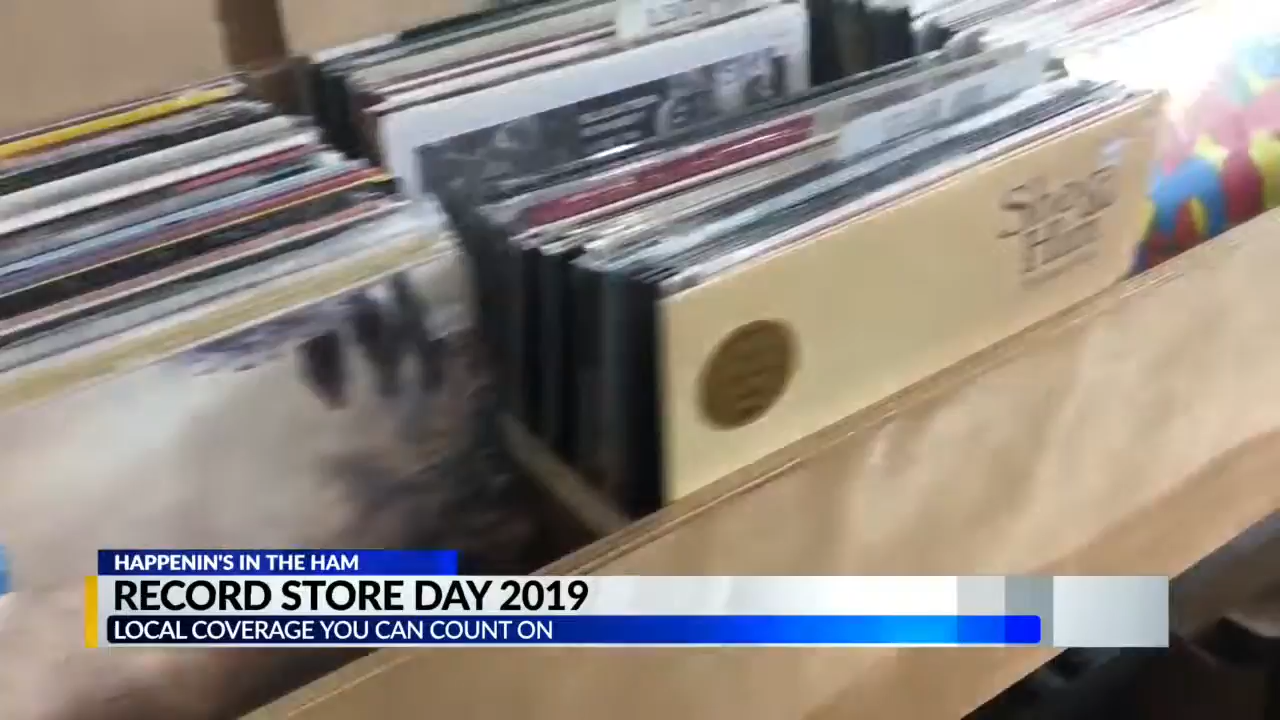 HAPPENIN'S IN THE HAM
RECORD STORE DAY 2019
LOCAL COVERAGE YOU CAN COUNT ON